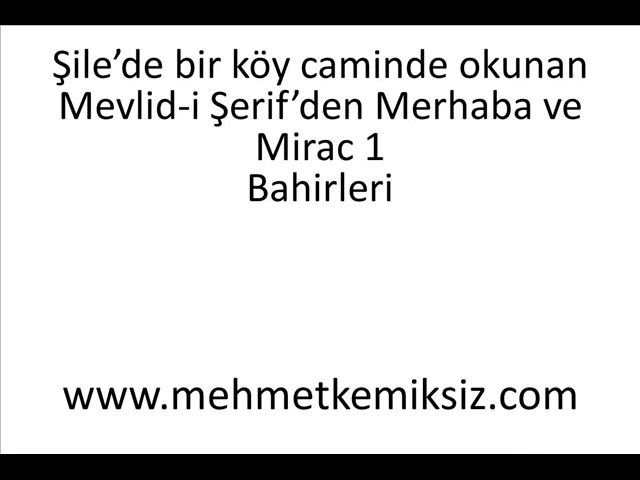 Şile’de bir köy caminde okunan
Mevlid-i Şerif’den Merhaba ve
Mirac 1
Bahirleri
www.mehmetkemiksiz.com